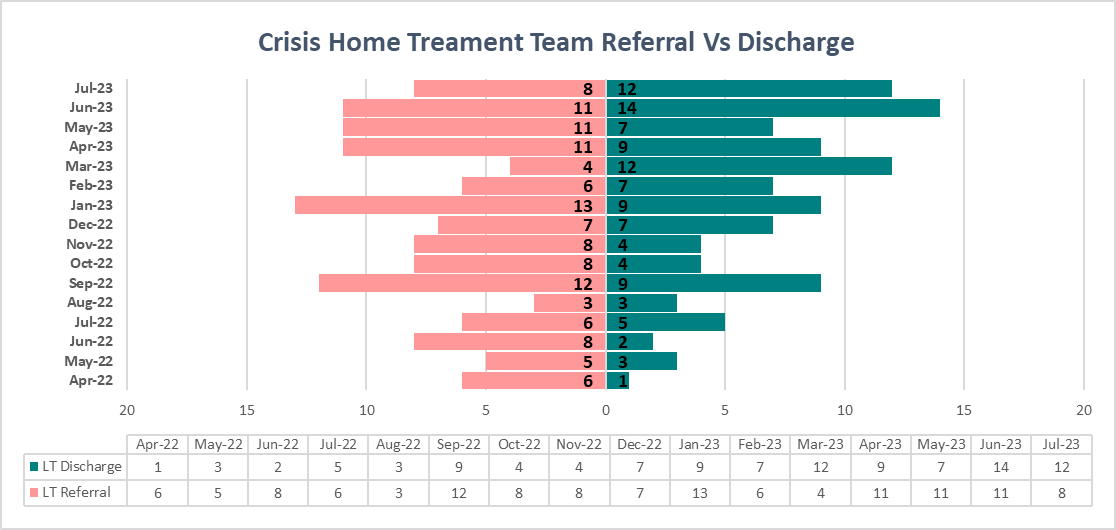 Crisis Home Treament Team Referral Vs Discharge
Jul-23 8 12
Jun-23 11 14
May-23 11 7
Apr-23 11 9
Mar-23 4 12
Feb-23 6 7
Jan-23 13 9
Dec-22 7 7
Nov-22 8 4
Oct-22 8 4
Sep-22 12 9
Aug-22 3 3
Jul-22 6 5
Jun-22 8 2
May-22 5 3
Apr-22 6 1
20 15 10 5 0 5 10 15 20
Apr-22 May-22 Jun-22 Jul-22 Aug-22 Sep-22 Oct-22 Nov-22 Dec-22 Jan-23 Feb-23 Mar-23 Apr-23 May-23 Jun-23 Jul-23
LT Discharge 1 3 2 5 3 9 4 4 7 9 7 12 9 7 14 12
LT Referral 6 5 8 6 3 12 8 8 7 13 6 4 11 11 11 8